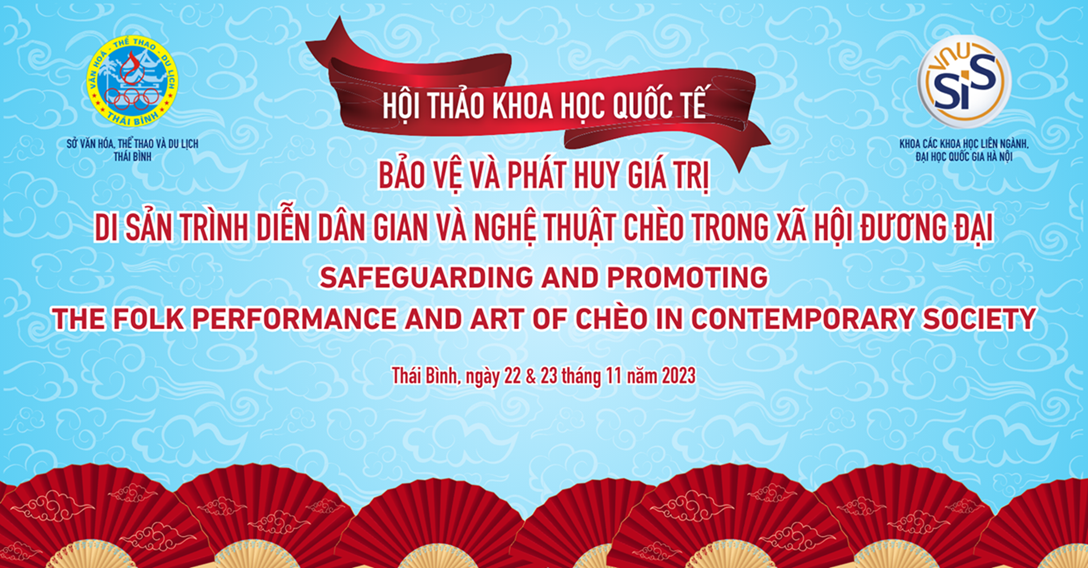 VĂN HOÁ - THỂ THAO - DU LỊCH
THÁI BÌNH
SỞ VĂN HÓA, THỂ THAO VÀ DU LỊCH
THÁI BÌNH
HỘI THẢO KHOA HỌC QUỐC TẾ
VNU
SIS
KHOA CÁC KHOA HỌC LIÊN NGÀNH,
ĐẠI HỌC QUỐC GIA HÀ NỘI
BẢO VỆ VÀ PHÁT HUY GIÁ TRỊ
DI SẢN TRÌNH DIỄN DÂN GIAN VÀ NGHỆ THUẬT CHÈO TRONG XÃ HỘI ĐƯƠNG ĐẠI
SAFEGUARDING AND PROMOTING
THE FOLK PERFORMANCE AND ART OF CHÈO IN CONTEMPORARY SOCIETY
Thái Bình, ngày 22 & 23 tháng 11 năm 2023